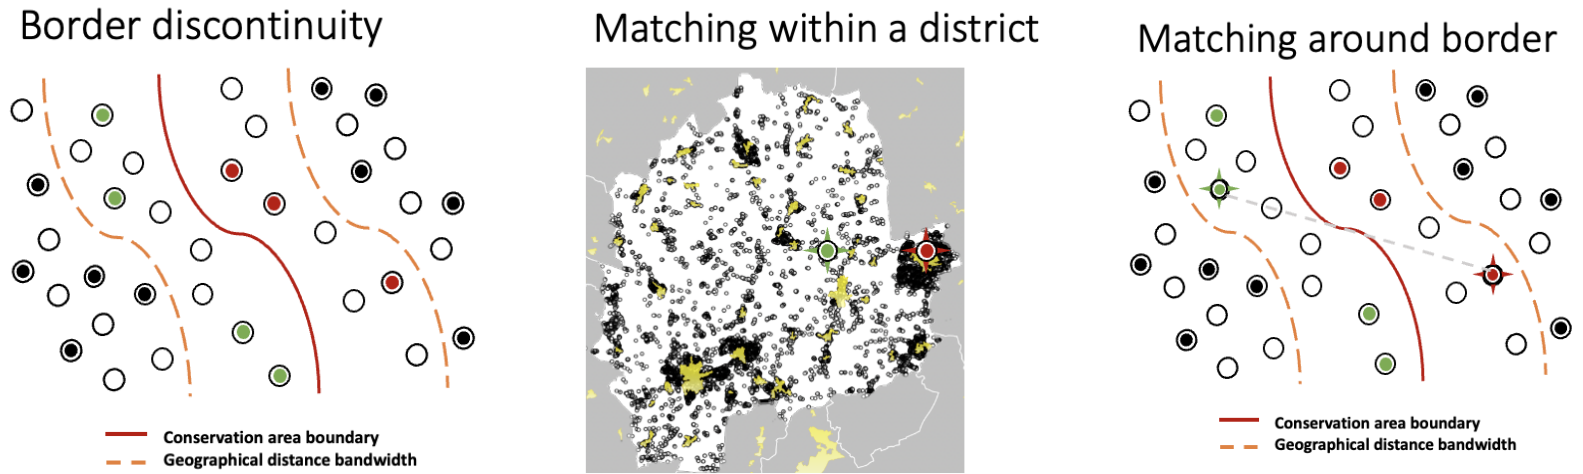 Border discontinuity
Matching within a district
Matching around border
Conservation area boundary
Geographical distance bandwidth
Conservation area boundary
Geographical distance bandwidth